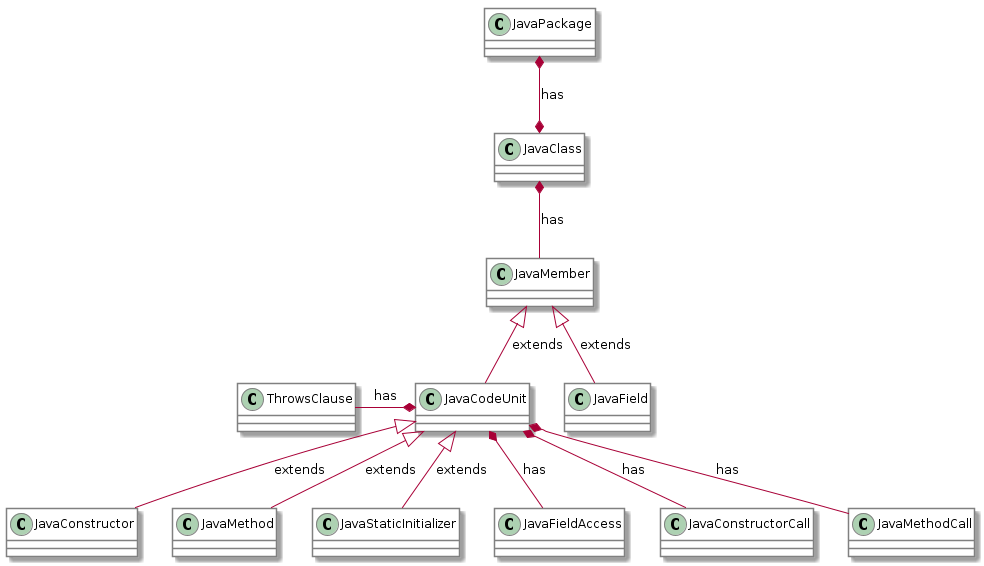 C JavaPackage
has
C JavaClass
has
C JavaMember
extends
extends
C ThrowsClause
has
C JavaCodeUnit
C JavaField
extends
extends
extends
has
has
has
C JavaConstructor
C JavaMethod
C JavaStaticInitializer
C JavaFieldAccess
C JavaConstructorCall
C JavaMethodCall